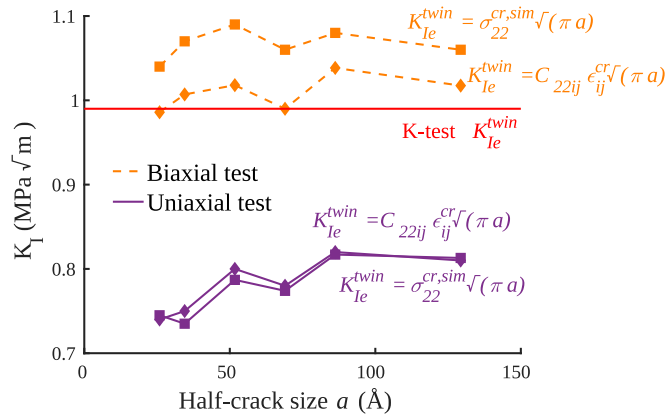 1.1
1
0.9
0.8
0.7
0
50
100
150
K_I (MPa √m)
Half-crack size a (Å)
K_{Ie}^{twin} = σ_{22}^{cr,sim} √(π a)
K_{Ie}^{twin} = C_{22ij} ϵ_{ij}^{cr} √(π a)
K-test K_{Ie}^{twin}
Biaxial test
Uniaxial test
K_{Ie}^{twin} = C_{22ij} ϵ_{ij}^{cr} √(π a)
K_{Ie}^{twin} = σ_{22}^{cr,sim} √(π a)